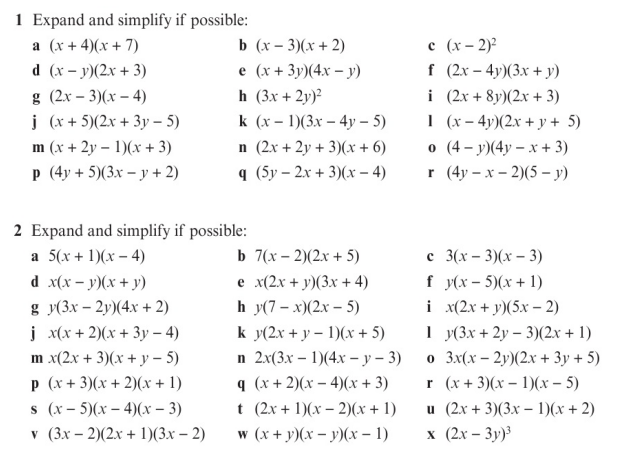 1 Expand and simplify if possible:
a (x + 4)(x + 7) b (x – 3)(x + 2) c (x – 2)²
d (x – y)(2x + 3) e (x + 3y)(4x – y) f (2x – 4y)(3x + y)
g (2x – 3)(x – 4) h (3x + 2y)² i (2x + 8y)(2x + 3)
j (x + 5)(2x + 3y – 5) k (x – 1)(3x – 4y – 5) l (x – 4y)(2x + y + 5)
m (x + 2y – 1)(x + 3) n (2x + 2y + 3)(x + 6) o (4 – y)(4y – x + 3)
p (4y + 5)(3x – y + 2) q (5y – 2x + 3)(x – 4) r (4y – x – 2)(5 – y)
2 Expand and simplify if possible:
a 5(x + 1)(x – 4) b 7(x – 2)(2x + 5) c 3(x – 3)(x – 3)
d x(x – y)(x + y) e x(2x + y)(3x + 4) f y(x – 5)(x + 1)
g y(3x – 2y)(4x + 2) h y(7 – x)(2x – 5) i x(2x + y)(5x – 2)
j x(x + 2)(x + 3y – 4) k y(2x + y – 1)(x + 5) l y(3x + 2y – 3)(2x + 1)
m x(2x + 3)(x + y – 5) n 2x(3x – 1)(4x – y – 3) o 3x(x – 2y)(2x + 3y + 5)
p (x + 3)(x + 2)(x + 1) q (x + 2)(x – 4)(x + 3) r (x + 3)(x – 1)(x – 5)
s (x – 5)(x – 4)(x – 3) t (2x + 1)(x – 2)(x + 1) u (2x + 3)(3x – 1)(x + 2)
v (3x – 2)(2x + 1)(3x – 2) w (x + y)(x – y)(x – 1) x (2x – 3y)³